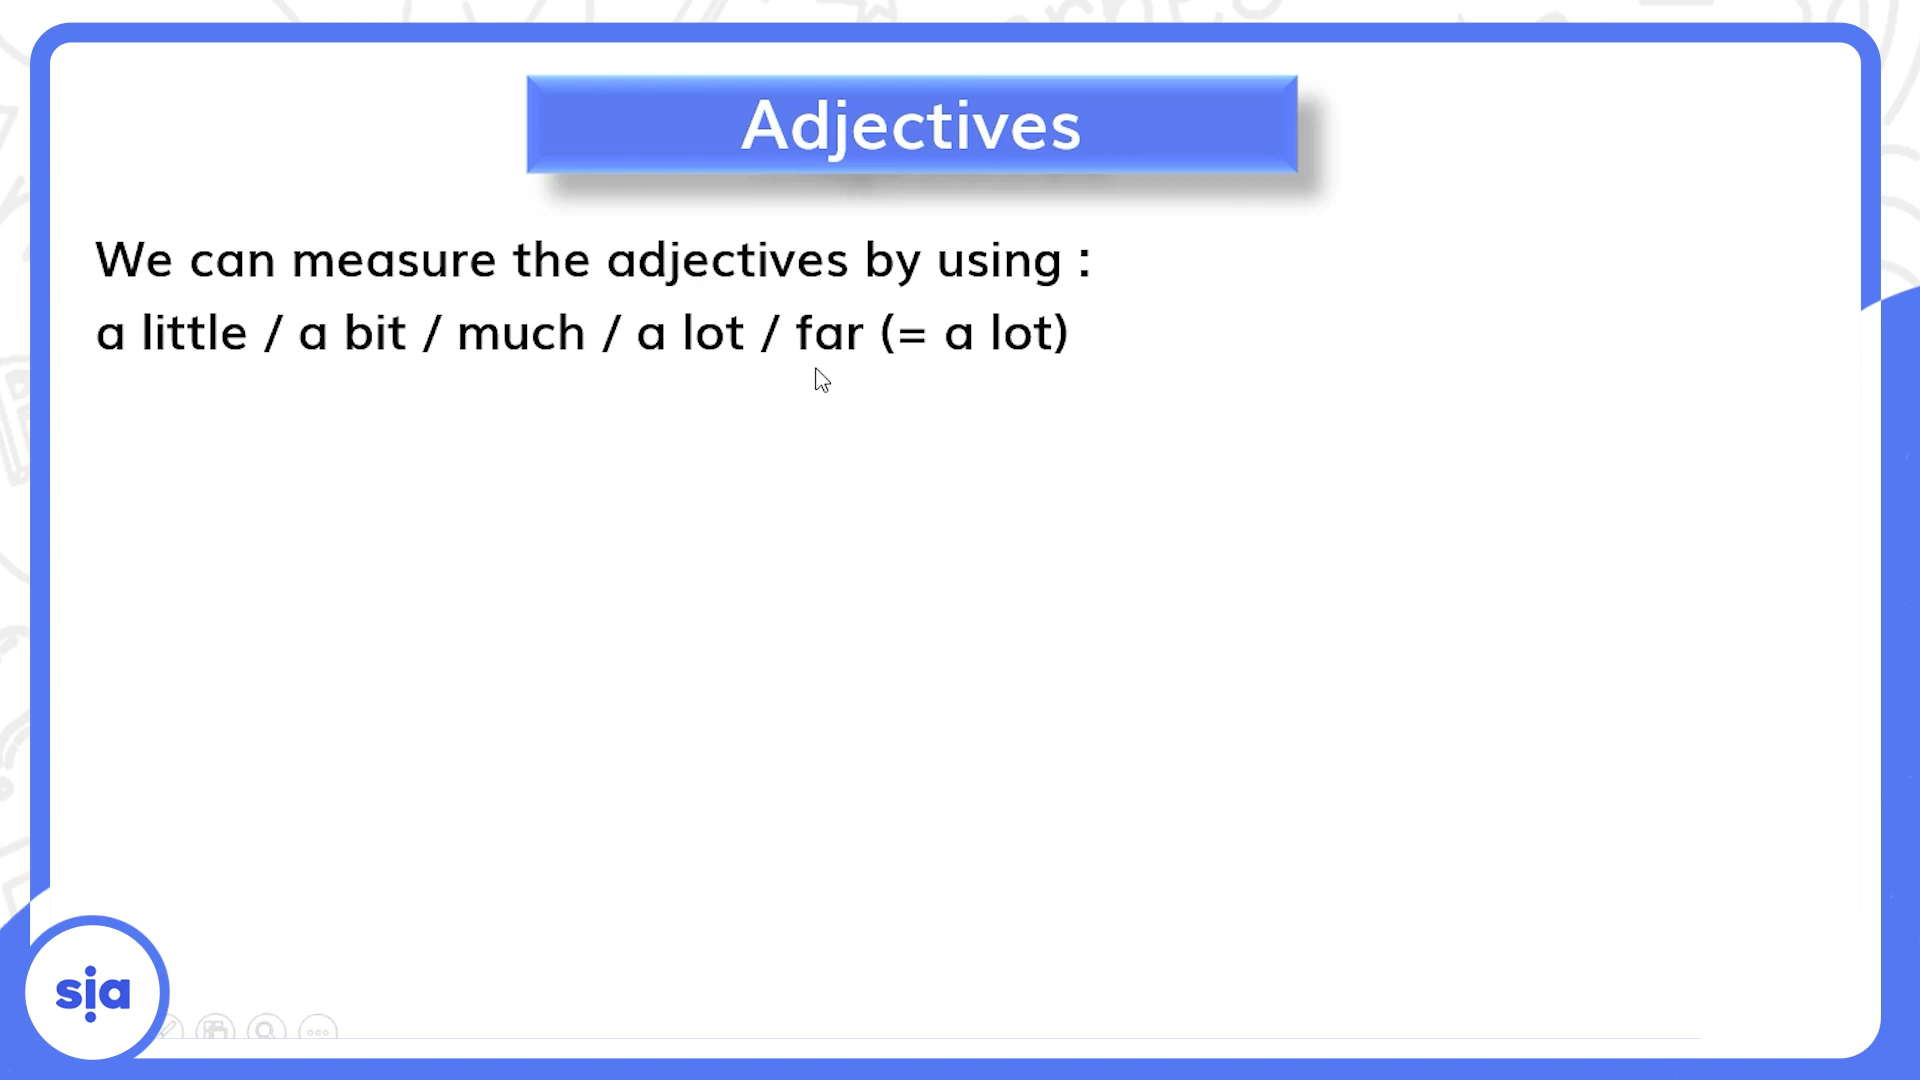 Adjectives
We can measure the adjectives by using :
a little / a bit / much / a lot / far (= a lot)
sia